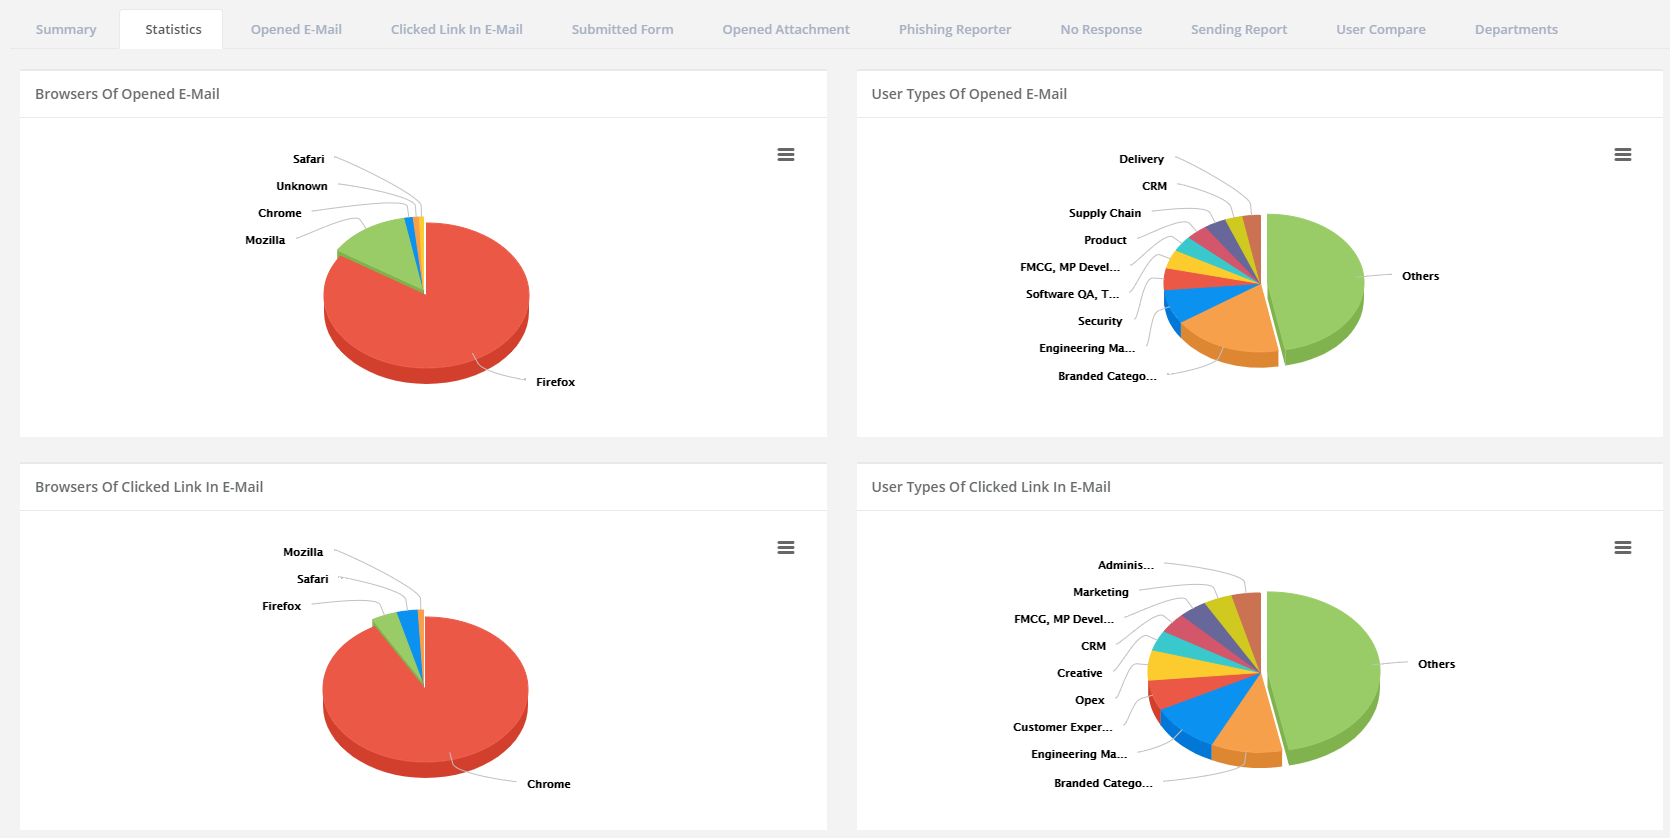 Summary
Statistics
Opened E-Mail
Clicked Link In E-Mail
Submitted Form
Opened Attachment
Phishing Reporter
No Response
Sending Report
User Compare
Departments
Browsers Of Opened E-Mail
Safari
Unknown
Chrome
Mozilla
Firefox
User Types Of Opened E-Mail
Delivery
CRM
Supply Chain
Product
FMCG, MP Devel...
Software QA, T...
Security
Engineering Ma...
Branded Catego...
Others
Browsers Of Clicked Link In E-Mail
Mozilla
Safari
Firefox
Chrome
User Types Of Clicked Link In E-Mail
Adminis...
Marketing
FMCG, MP Devel...
CRM
Creative
Opex
Customer Exper...
Engineering Ma...
Branded Catego...
Others